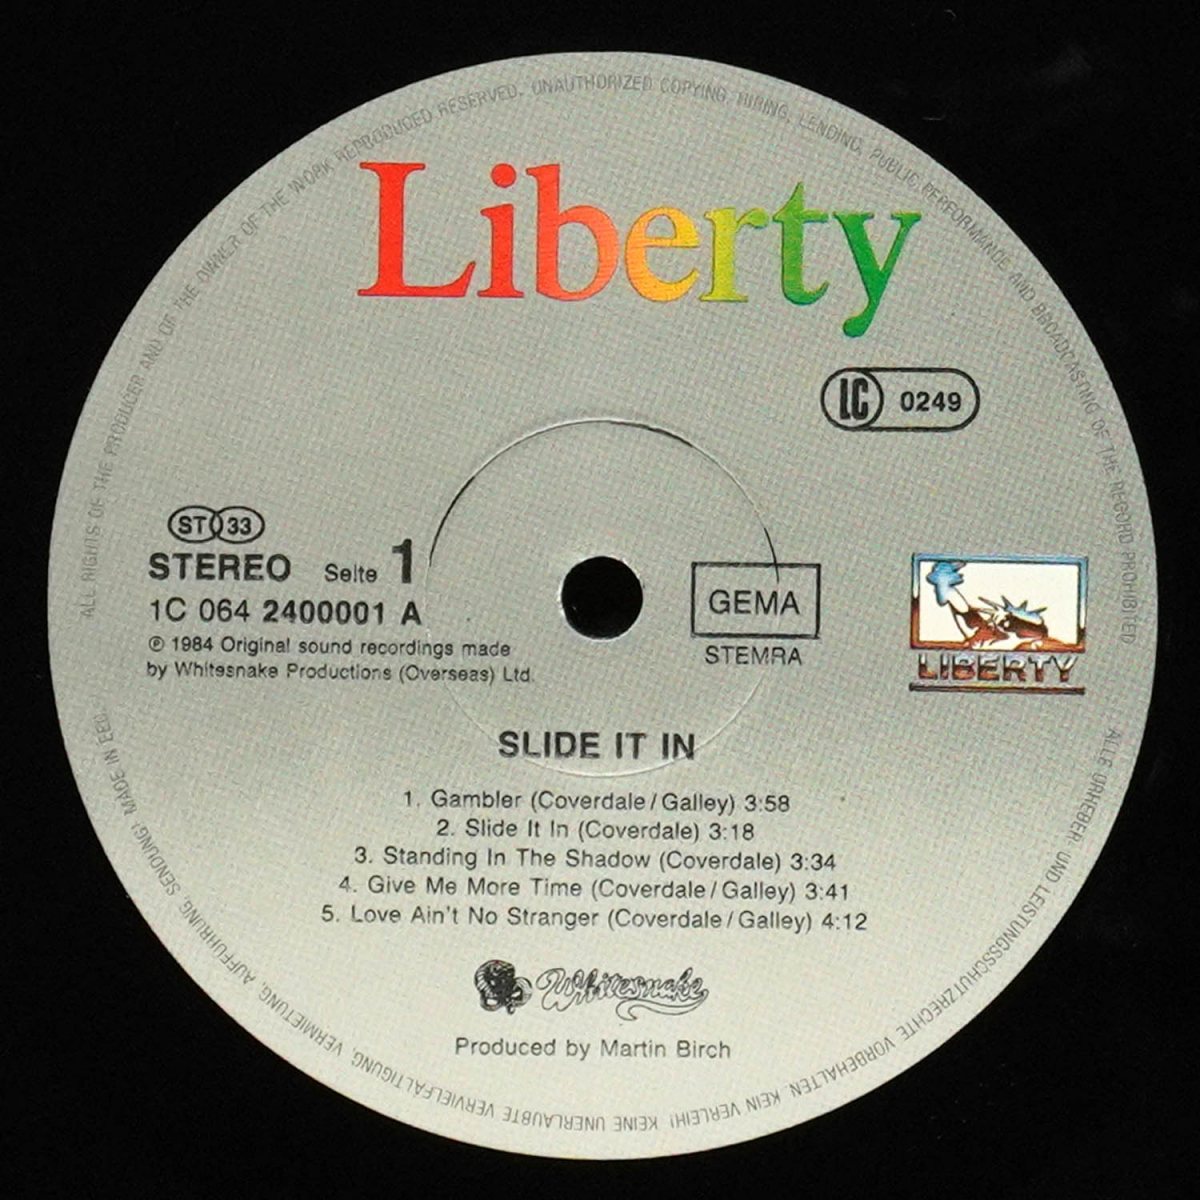 ALL RIGHTS OF THE PRODUCER AND OF THE OWNER OF THE WORK REPRODUCED RESERVED. UNAUTHORIZED COPYING, HIRING, LENDING, PUBLIC PERFORMANCE AND BROADCASTING OF THE RECORD PROHIBITED
Liberty
LC 0249
ST 33
STEREO Seite 1
1C 064 2400001 A
℗ 1984 Original sound recordings made
by Whitesnake Productions (Overseas) Ltd.
GEMA
STEMRA
LIBERTY
SLIDE IT IN
1. Gambler (Coverdale/Galley) 3:58
2. Slide It In (Coverdale) 3:18
3. Standing In The Shadow (Coverdale) 3:34
4. Give Me More Time (Coverdale/Galley) 3:41
5. Love Ain't No Stranger (Coverdale/Galley) 4:12
Whitesnake
Produced by Martin Birch
ALLE URHEBER- UND LEISTUNGSSCHUTZRECHTE VORBEHALTEN. KEIN VERLEIH! KEINE UNERLAUBTE VERVIELFÄLTIGUNG, VERMIETUNG, AUFFÜHRUNG, SENDUNG! MADE IN EEC.